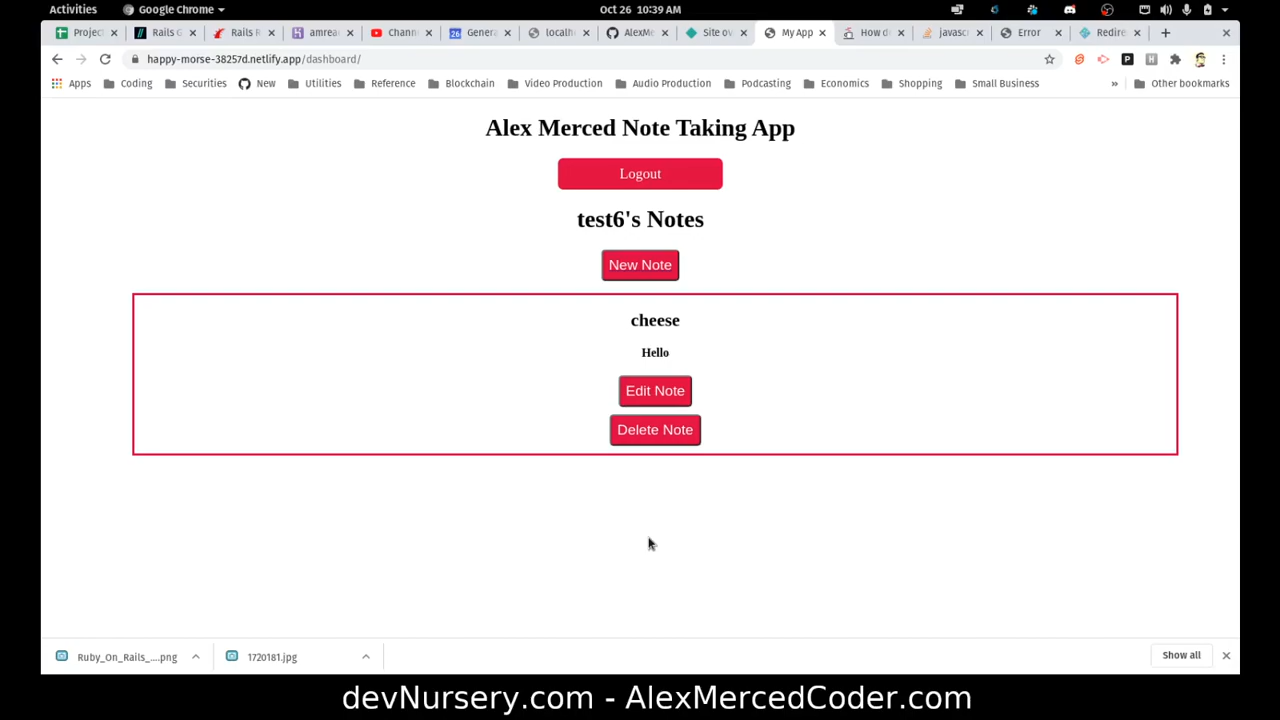 Activities Google Chrome Oct 26 10:39 AM
Project Rails G Rails R amrea Chann 26 Genera localh AlexMe Site ov My App How d javasc Error Redire
happy-morse-38257d.netlify.app/dashboard/ P H
Apps Coding Securities New Utilities Reference Blockchain Video Production Audio Production Podcasting Economics Shopping Small Business » Other bookmarks
Alex Merced Note Taking App
Logout
test6's Notes
New Note
cheese
Hello
Edit Note
Delete Note
Ruby_On_Rails_....png 1720181.jpg Show all
devNursery.com - AlexMercedCoder.com